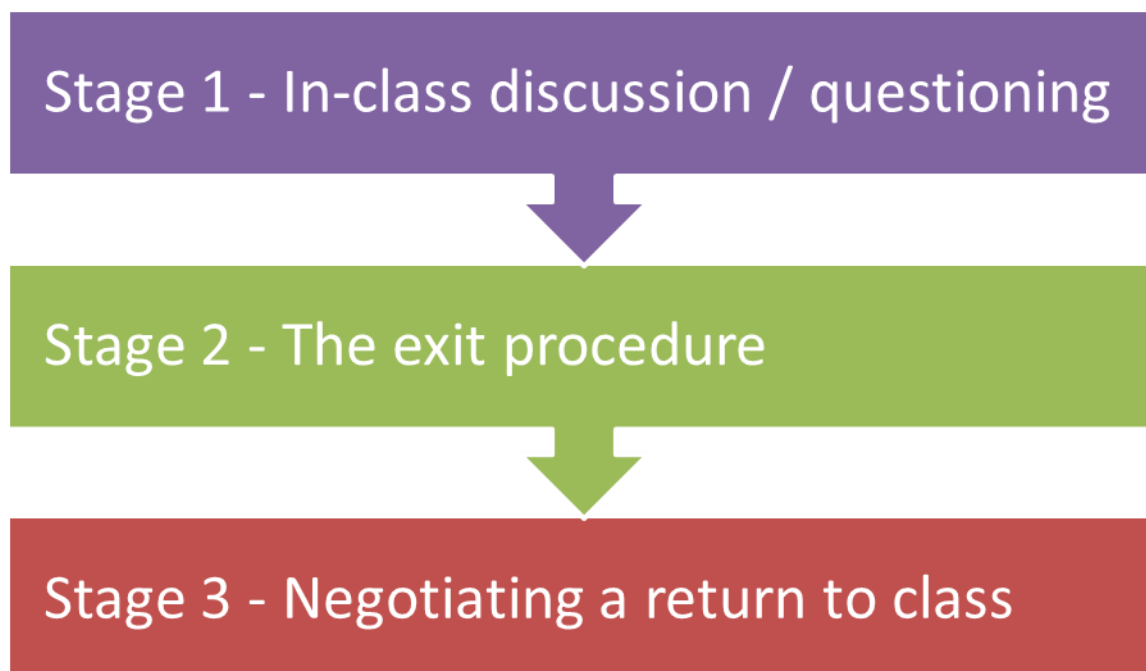 Stage 1 - In-class discussion / questioning
Stage 2 - The exit procedure
Stage 3 - Negotiating a return to class